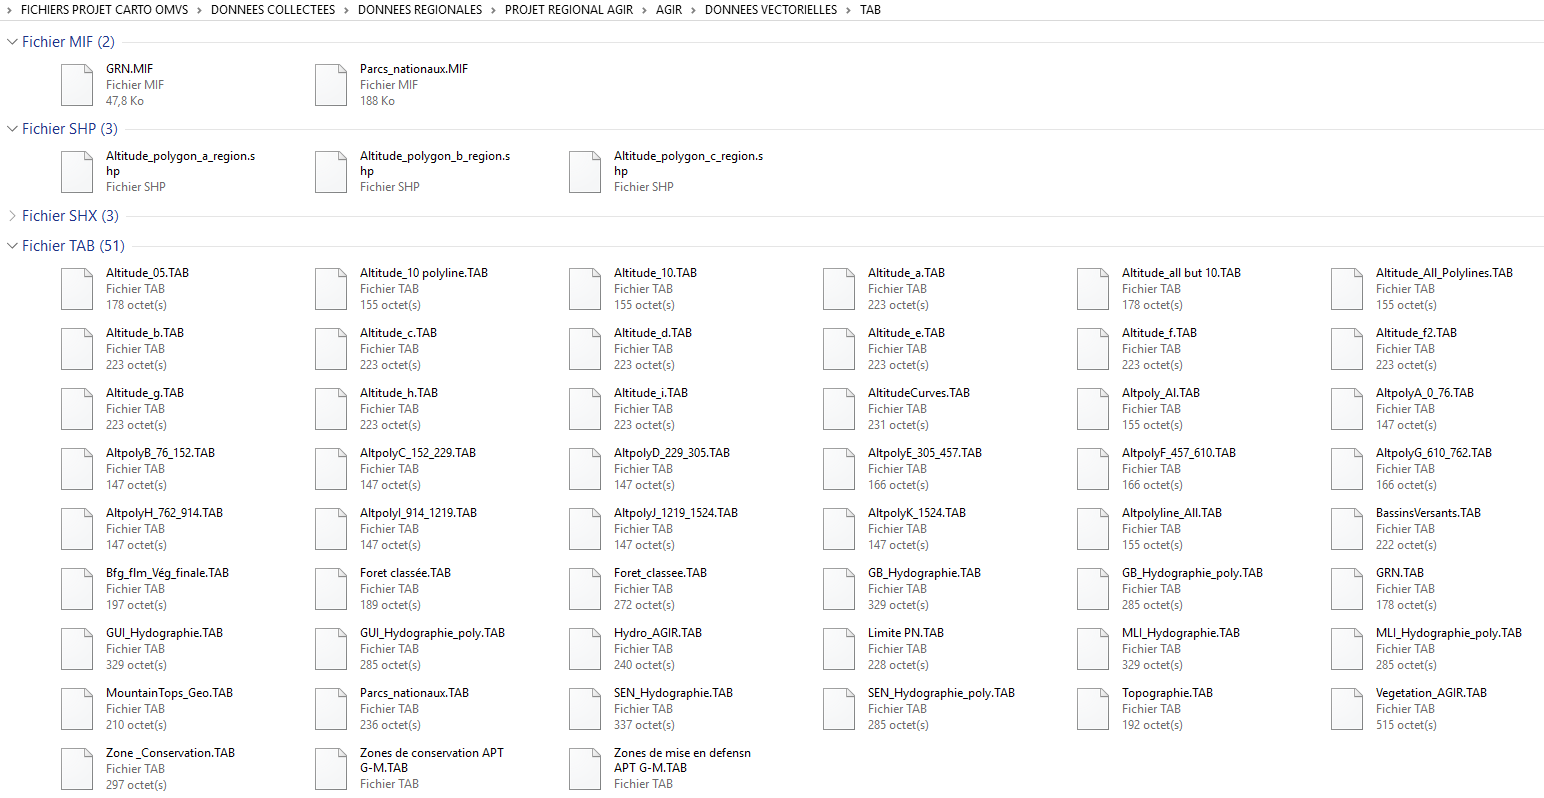 FICHIERS PROJET CARTO OMVS > DONNEES COLLECTEES > DONNEES REGIONALES > PROJET REGIONAL AGIR > AGIR > DONNEES VECTORIELLES > TAB
Fichier MIF (2)
GRN.MIF
Fichier MIF
47,8 Ko
Parcs_nationaux.MIF
Fichier MIF
188 Ko
Fichier SHP (3)
Altitude_polygon_a_region.s
hp
Fichier SHP
Altitude_polygon_b_region.s
hp
Fichier SHP
Altitude_polygon_c_region.s
hp
Fichier SHP
Fichier SHX (3)
Fichier TAB (51)
Altitude_05.TAB
Fichier TAB
178 octet(s)
Altitude_10 polyline.TAB
Fichier TAB
155 octet(s)
Altitude_10.TAB
Fichier TAB
155 octet(s)
Altitude_a.TAB
Fichier TAB
223 octet(s)
Altitude_all but 10.TAB
Fichier TAB
178 octet(s)
Altitude_All_Polylines.TAB
Fichier TAB
155 octet(s)
Altitude_b.TAB
Fichier TAB
223 octet(s)
Altitude_c.TAB
Fichier TAB
223 octet(s)
Altitude_d.TAB
Fichier TAB
223 octet(s)
Altitude_e.TAB
Fichier TAB
223 octet(s)
Altitude_f.TAB
Fichier TAB
223 octet(s)
Altitude_f2.TAB
Fichier TAB
223 octet(s)
Altitude_g.TAB
Fichier TAB
223 octet(s)
Altitude_h.TAB
Fichier TAB
223 octet(s)
Altitude_i.TAB
Fichier TAB
223 octet(s)
AltitudeCurves.TAB
Fichier TAB
231 octet(s)
Altpoly_AI.TAB
Fichier TAB
155 octet(s)
AltpolyA_0_76.TAB
Fichier TAB
147 octet(s)
AltpolyB_76_152.TAB
Fichier TAB
147 octet(s)
AltpolyC_152_229.TAB
Fichier TAB
147 octet(s)
AltpolyD_229_305.TAB
Fichier TAB
147 octet(s)
AltpolyE_305_457.TAB
Fichier TAB
166 octet(s)
AltpolyF_457_610.TAB
Fichier TAB
166 octet(s)
AltpolyG_610_762.TAB
Fichier TAB
166 octet(s)
AltpolyH_762_914.TAB
Fichier TAB
147 octet(s)
AltpolyI_914_1219.TAB
Fichier TAB
147 octet(s)
AltpolyJ_1219_1524.TAB
Fichier TAB
147 octet(s)
AltpolyK_1524.TAB
Fichier TAB
147 octet(s)
Altpolyline_All.TAB
Fichier TAB
155 octet(s)
BassinsVersants.TAB
Fichier TAB
222 octet(s)
Bfg_flm_Vég_finale.TAB
Fichier TAB
197 octet(s)
Foret classée.TAB
Fichier TAB
189 octet(s)
Foret_classee.TAB
Fichier TAB
272 octet(s)
GB_Hydographie.TAB
Fichier TAB
329 octet(s)
GB_Hydographie_poly.TAB
Fichier TAB
285 octet(s)
GRN.TAB
Fichier TAB
178 octet(s)
GUI_Hydographie.TAB
Fichier TAB
329 octet(s)
GUI_Hydographie_poly.TAB
Fichier TAB
285 octet(s)
Hydro_AGIR.TAB
Fichier TAB
240 octet(s)
Limite PN.TAB
Fichier TAB
228 octet(s)
MLI_Hydographie.TAB
Fichier TAB
329 octet(s)
MLI_Hydographie_poly.TAB
Fichier TAB
285 octet(s)
MountainTops_Geo.TAB
Fichier TAB
210 octet(s)
Parcs_nationaux.TAB
Fichier TAB
236 octet(s)
SEN_Hydographie.TAB
Fichier TAB
337 octet(s)
SEN_Hydographie_poly.TAB
Fichier TAB
285 octet(s)
Topographie.TAB
Fichier TAB
192 octet(s)
Vegetation_AGIR.TAB
Fichier TAB
515 octet(s)
Zone _Conservation.TAB
Fichier TAB
297 octet(s)
Zones de conservation APT
G-M.TAB
Fichier TAB
Zones de mise en defensn
APT G-M.TAB
Fichier TAB